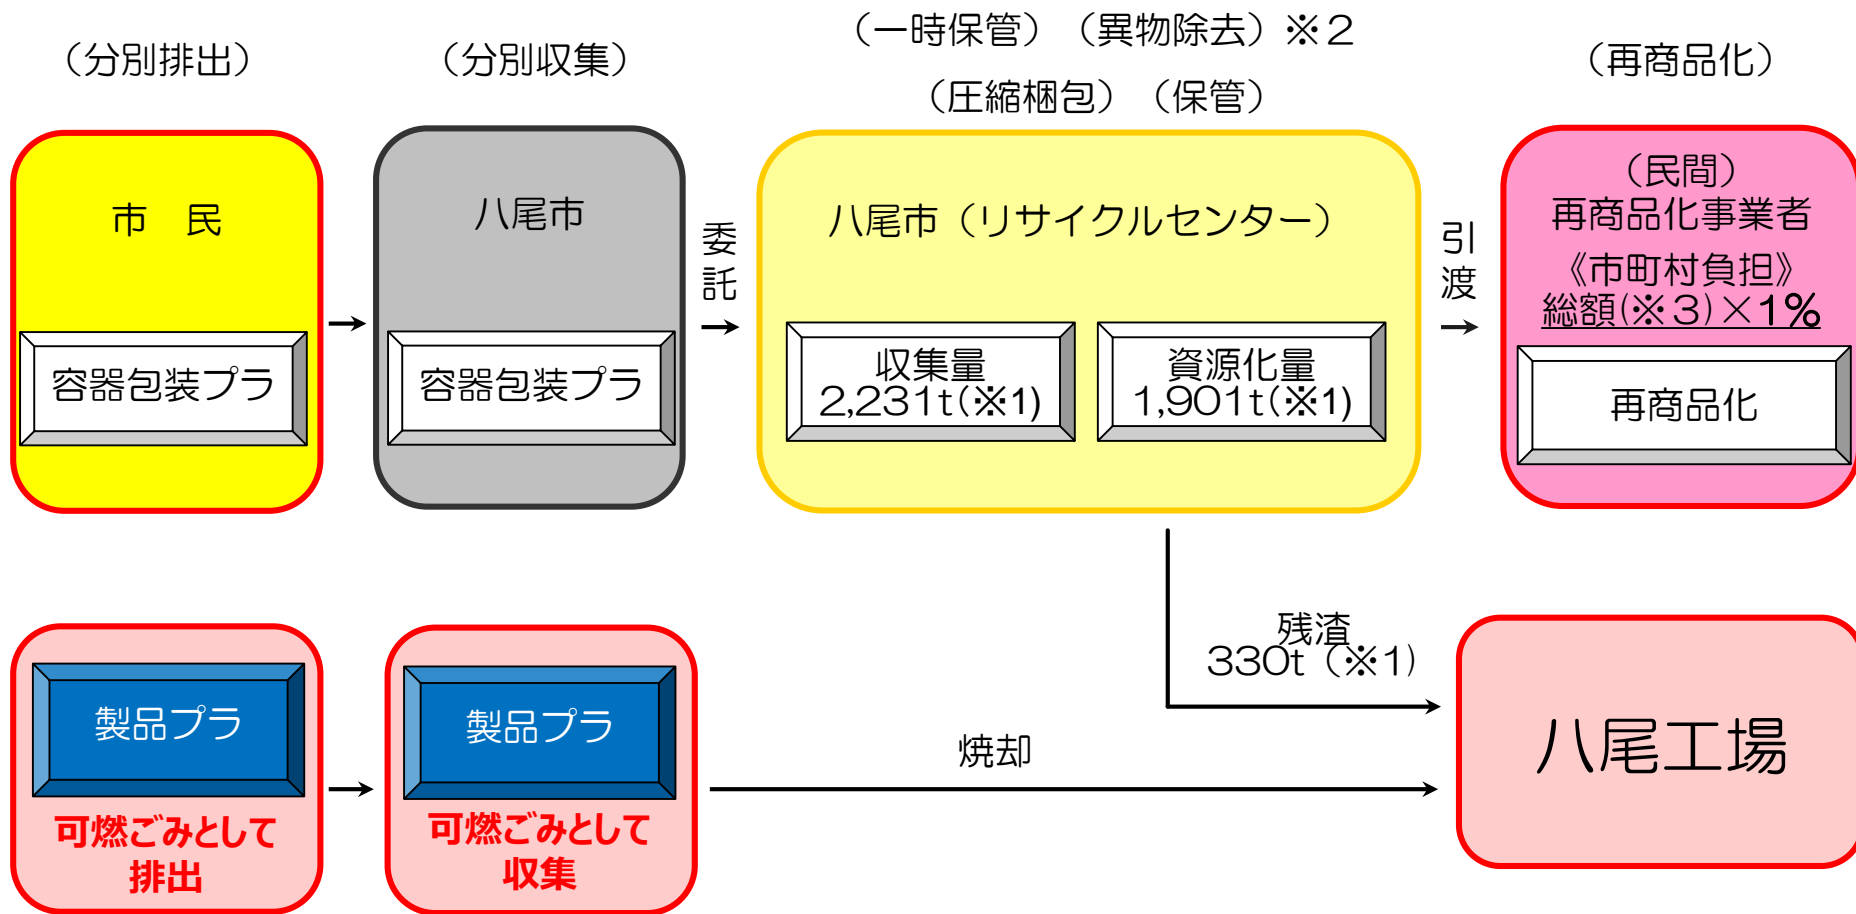 （分別排出）
（分別収集）
（一時保管）（異物除去）※２
（圧縮梱包）（保管）
（再商品化）
市　民
容器包装プラ
八尾市
容器包装プラ
委託
八尾市（リサイクルセンター）
収集量
2,231t(※1)
資源化量
1,901t(※1)
引渡
（民間）
再商品化事業者
《市町村負担》
総額(※３)×1％
再商品化
製品プラ
可燃ごみとして
排出
製品プラ
可燃ごみとして
収集
残渣
330t（※1）
焼却
八尾工場